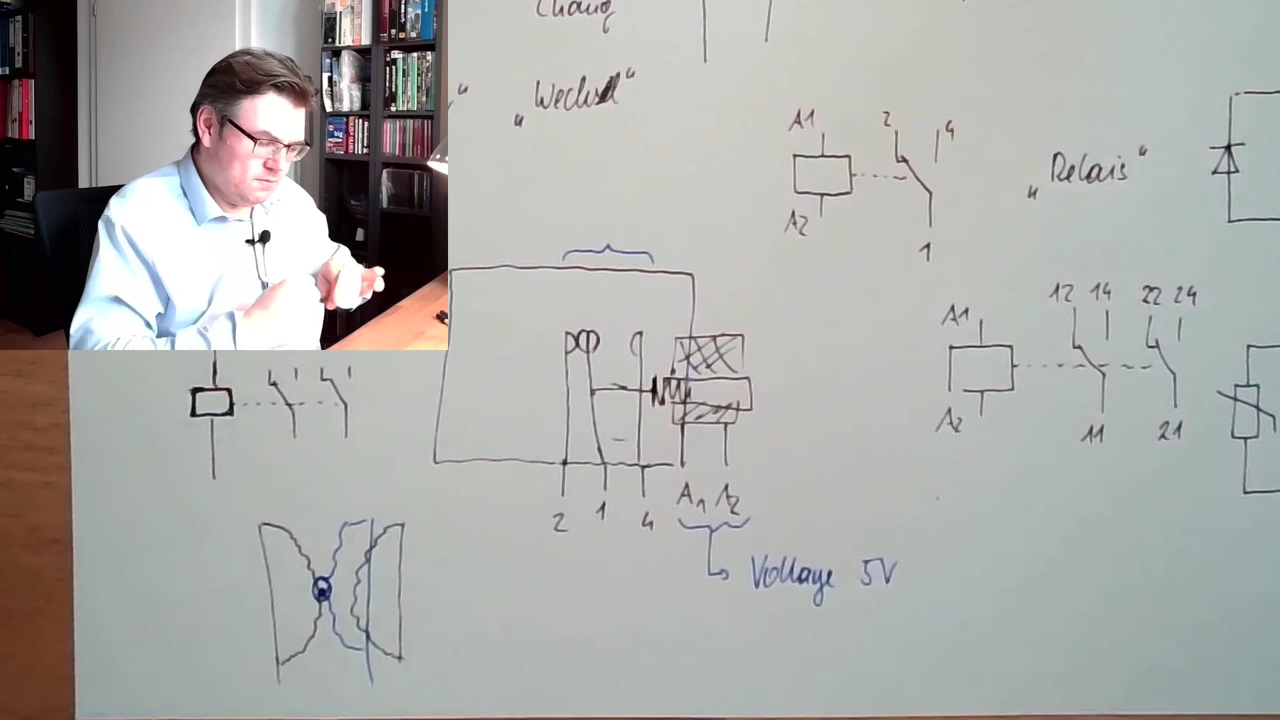 Chang
"
„Wechsel“
A1
2
4
A2
1
„Relais“
12 14 22 24
A1
A2
11
21
2
1
4
A1 A2
Voltage 5V